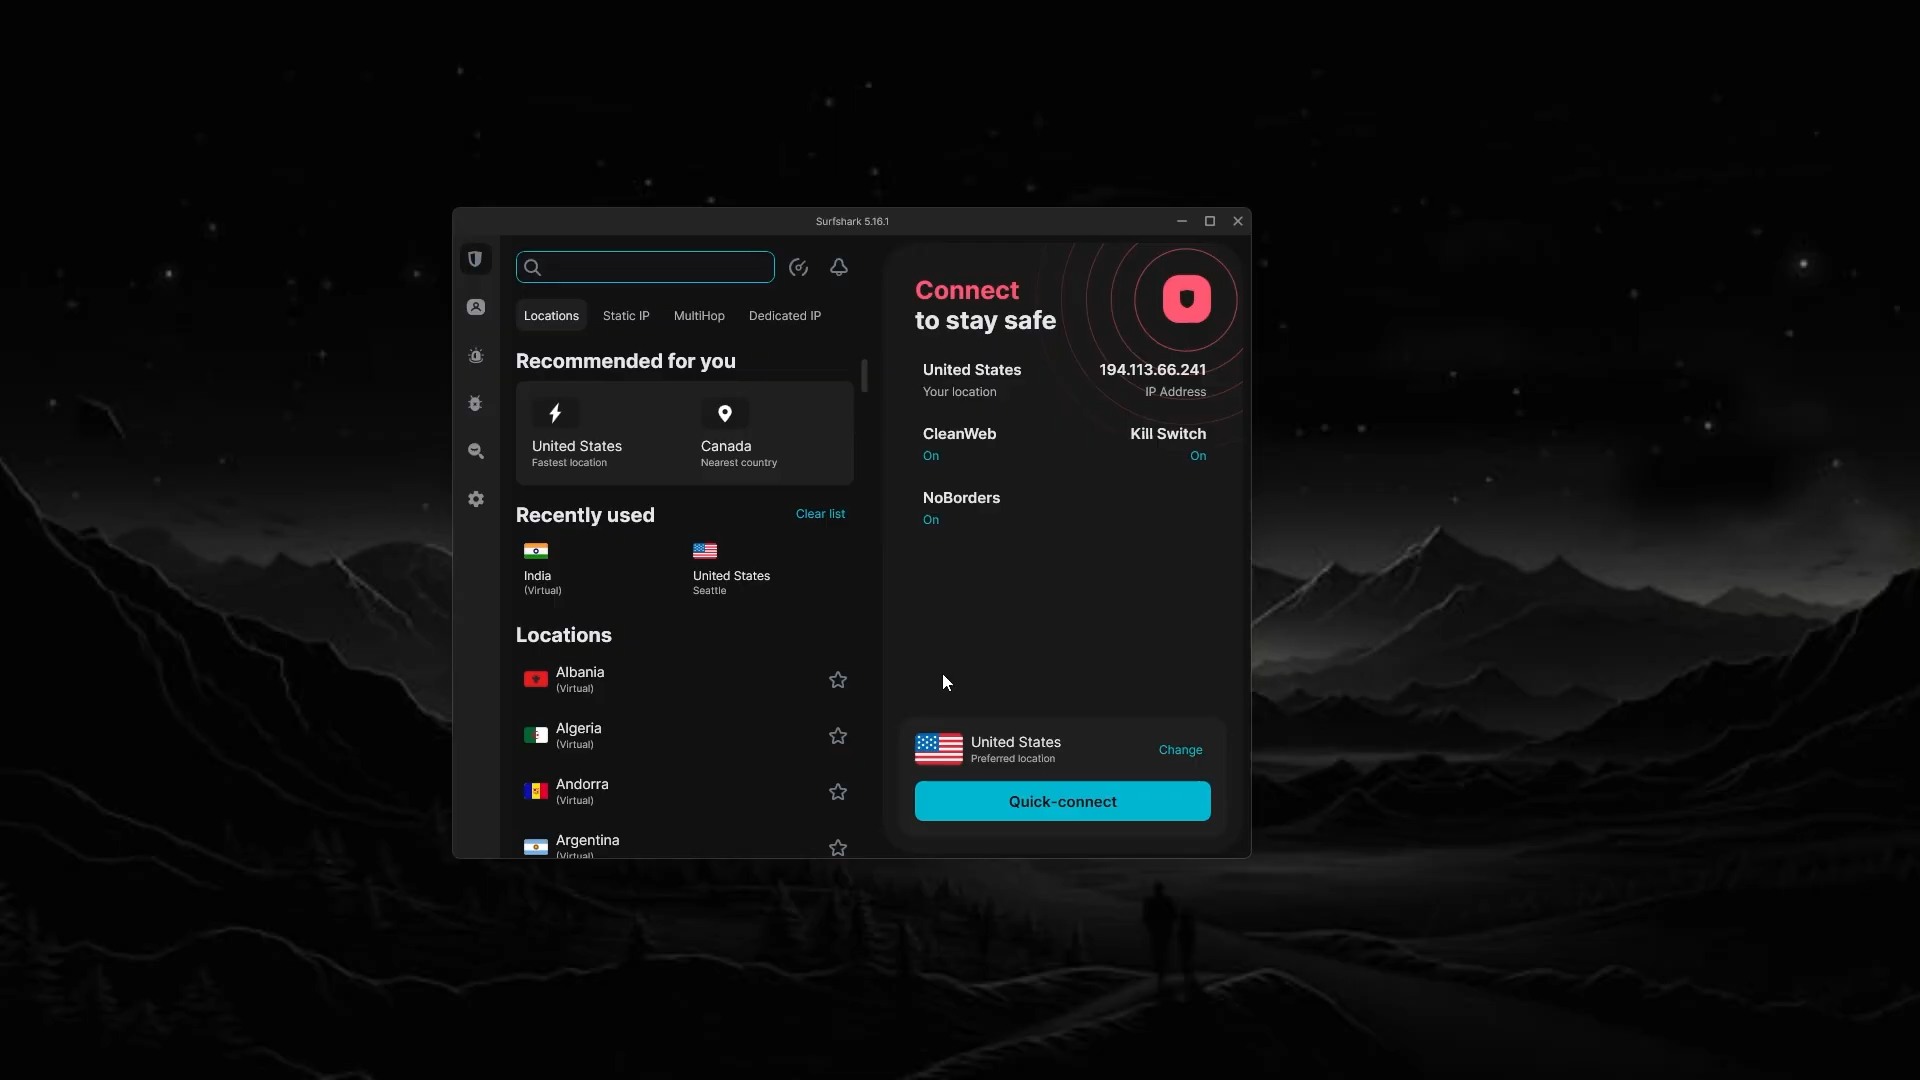 Surfshark 5.16.1
Locations
Static IP
MultiHop
Dedicated IP
Recommended for you
United States
Fastest location
Canada
Nearest country
Recently used
Clear list
India
(Virtual)
United States
Seattle
Locations
Albania
(Virtual)
Algeria
(Virtual)
Andorra
(Virtual)
Argentina
(Virtual)
Connect
to stay safe
United States
194.113.66.241
Your location
IP Address
CleanWeb
Kill Switch
On
On
NoBorders
On
United States
Preferred location
Change
Quick-connect